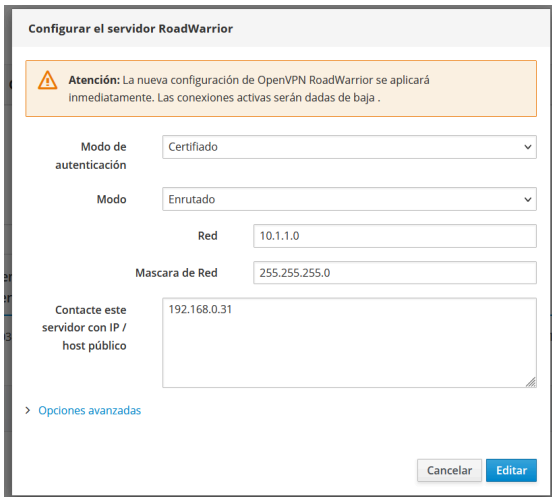 Configurar el servidor RoadWarrior
Atención: La nueva configuración de OpenVPN RoadWarrior se aplicará
inmediatamente. Las conexiones activas serán dadas de baja .
Modo de
autenticación
Certifiado
Modo
Enrutado
Red
10.1.1.0
Mascara de Red
255.255.255.0
Contacte este
servidor con IP /
host público
192.168.0.31
Opciones avanzadas
Cancelar
Editar